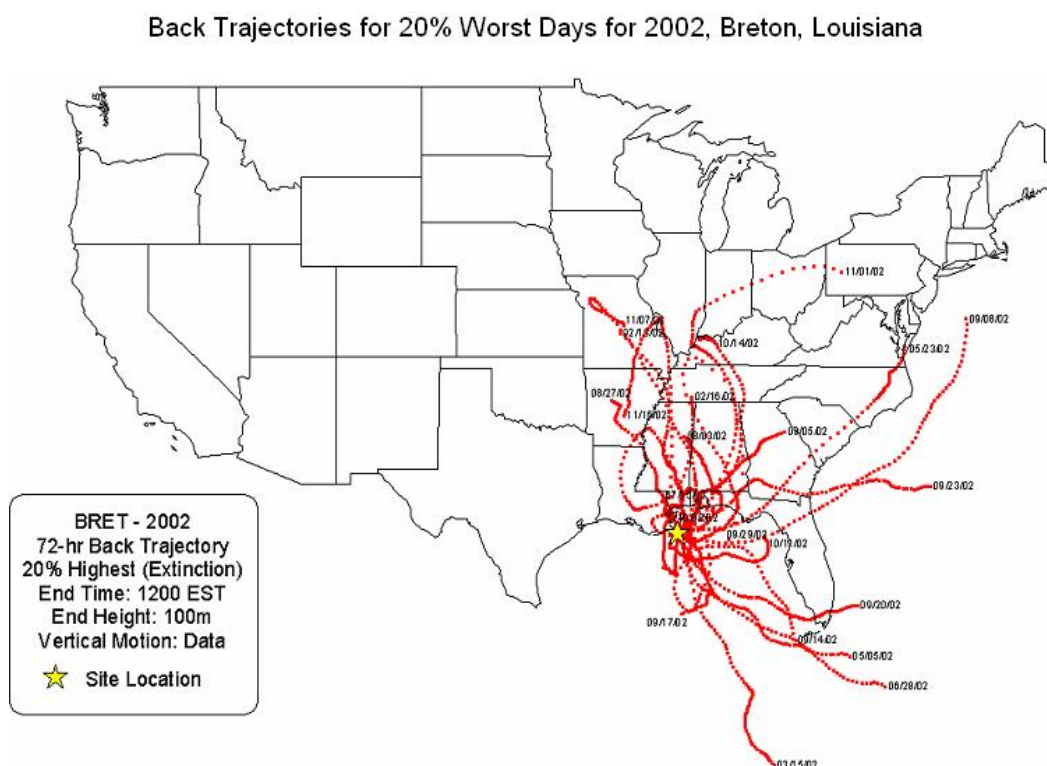 Back Trajectories for 20% Worst Days for 2002, Breton, Louisiana
11/01/02
11/07/02
09/08/02
02/13/02
10/14/02
05/23/02
08/27/02
02/16/02
11/15/02
09/05/02
09/23/02
BRET - 2002
72-hr Back Trajectory
20% Highest (Extinction)
End Time: 1200 EST
End Height: 100m
Vertical Motion: Data
Site Location
09/29/02
09/20/02
09/17/02
09/14/02
05/05/02
06/28/02
03/15/02